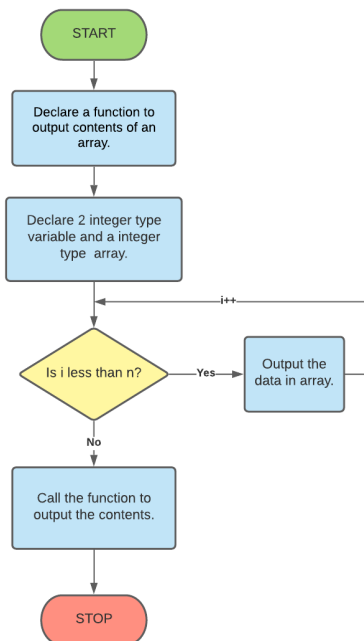 START
Declare a function to
output contents of an
array.
Declare 2 integer type
variable and a integer
type array.
i++
Is i less than n?
Yes
Output the
data in array.
No
Call the function to
output the contents.
STOP